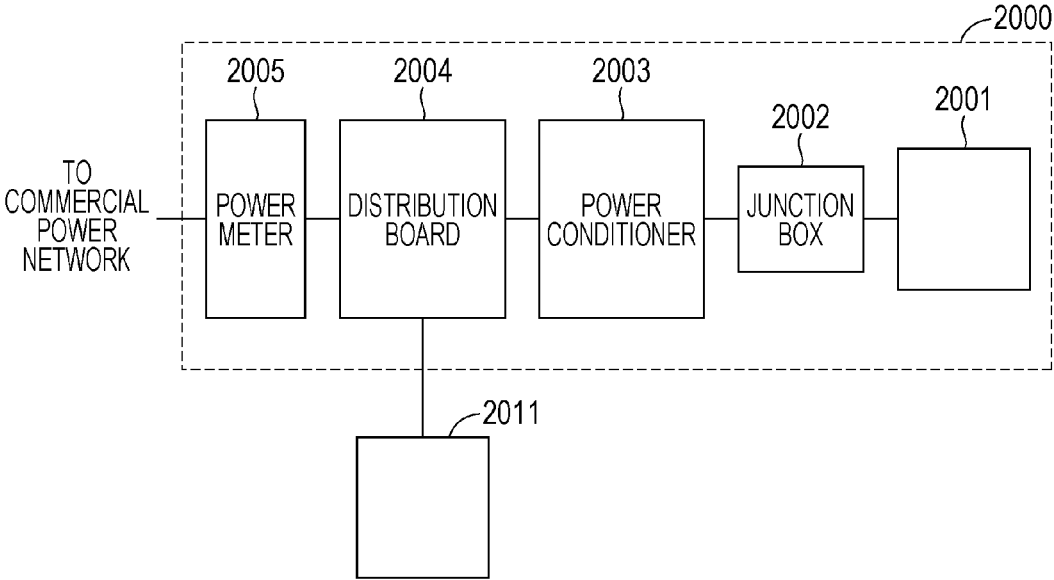 2000
2005
2004
2003
2002
2001
TO
COMMERCIAL
POWER
NETWORK
POWER
METER
DISTRIBUTION
BOARD
POWER
CONDITIONER
JUNCTION
BOX
2011